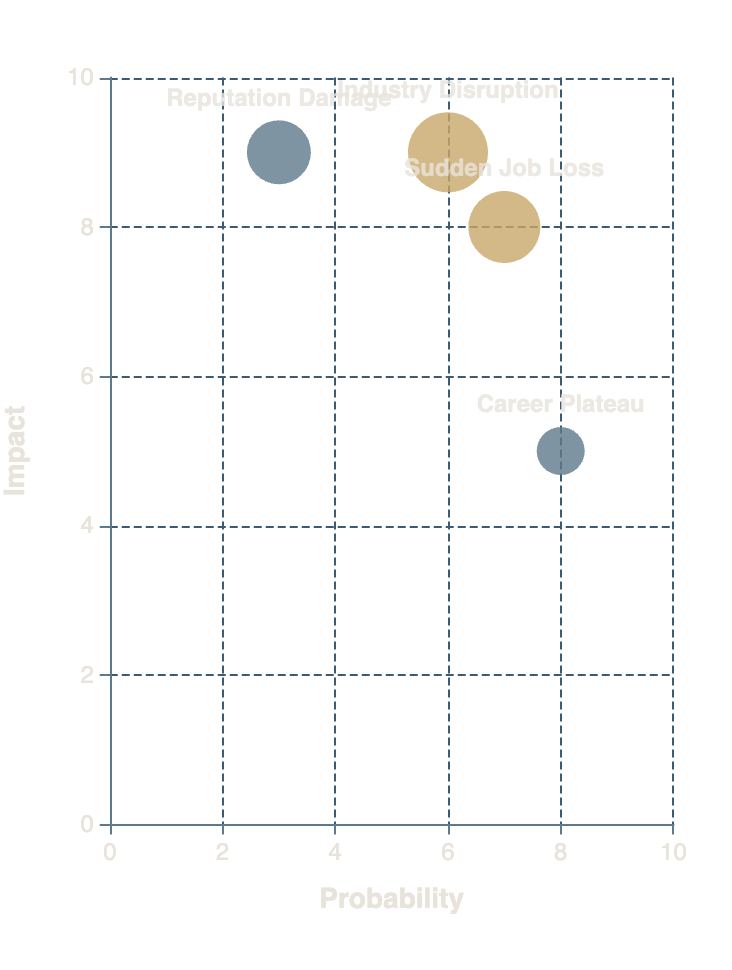 10
Industry Disruption
Reputation Damage
Sudden Job Loss
8
6
Career Plateau
Impact
4
2
0
0 2 4 6 8 10
Probability